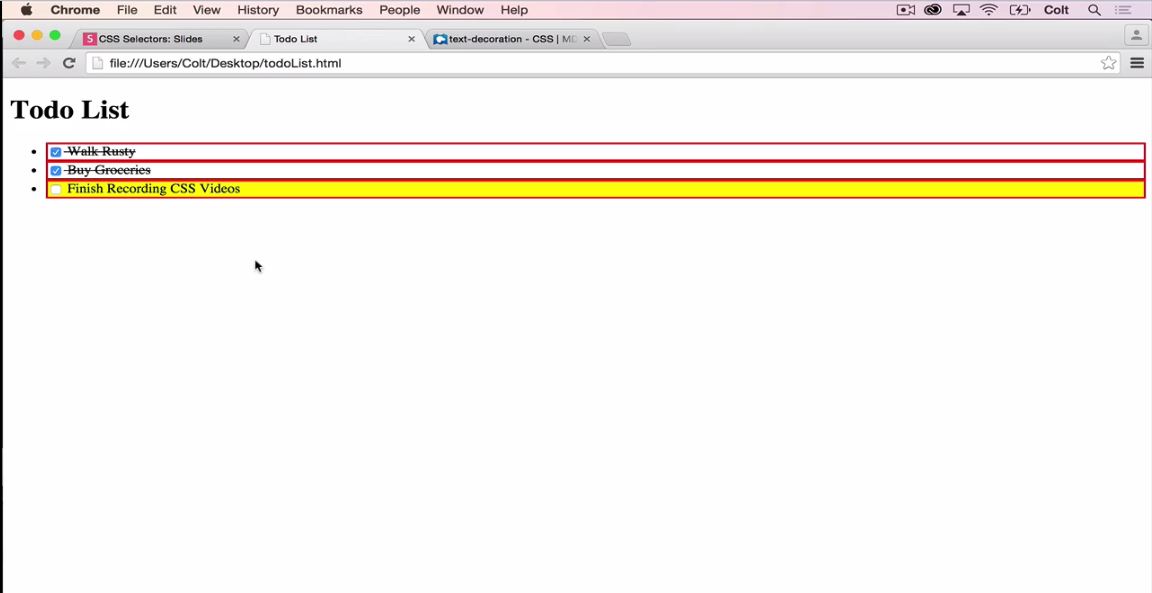 Chrome File Edit View History Bookmarks People Window Help Colt
S CSS Selectors: Slides Todo List text-decoration - CSS | MD
file:///Users/Colt/Desktop/todoList.html
Todo List
Walk Rusty
Buy Groceries
Finish Recording CSS Videos